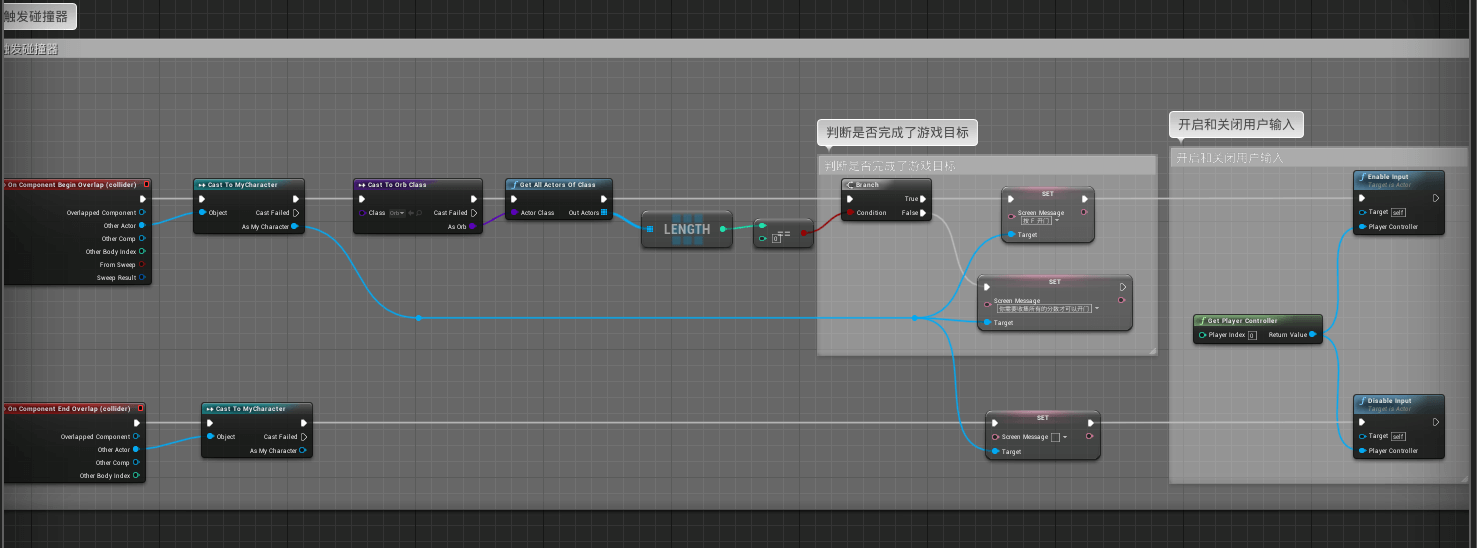 触发碰撞器
触发碰撞器
判断是否完成了游戏目标
判断是否完成了游戏目标
开启和关闭用户输入
开启和关闭用户输入
On Component Begin Overlap (collider)
Overlapped Component
Other Actor
Other Comp
Other Body Index
From Sweep
Sweep Result
Cast To MyCharacter
Object
Cast Failed
As My Character
Cast To Orb Class
Class
Orb
Cast Failed
As Orb
Get All Actors Of Class
Actor Class
Out Actors
LENGTH
0
==
Branch
True
Condition
False
SET
Screen Message
按 F 开门
Target
SET
Screen Message
你需要收集所有的分数才可以开门
Target
Enable Input
Target is Actor
Target
self
Player Controller
Get Player Controller
Player Index
0
Return Value
On Component End Overlap (collider)
Overlapped Component
Other Actor
Other Comp
Other Body Index
Cast To MyCharacter
Object
Cast Failed
As My Character
SET
Screen Message
Target
Disable Input
Target is Actor
Target
self
Player Controller